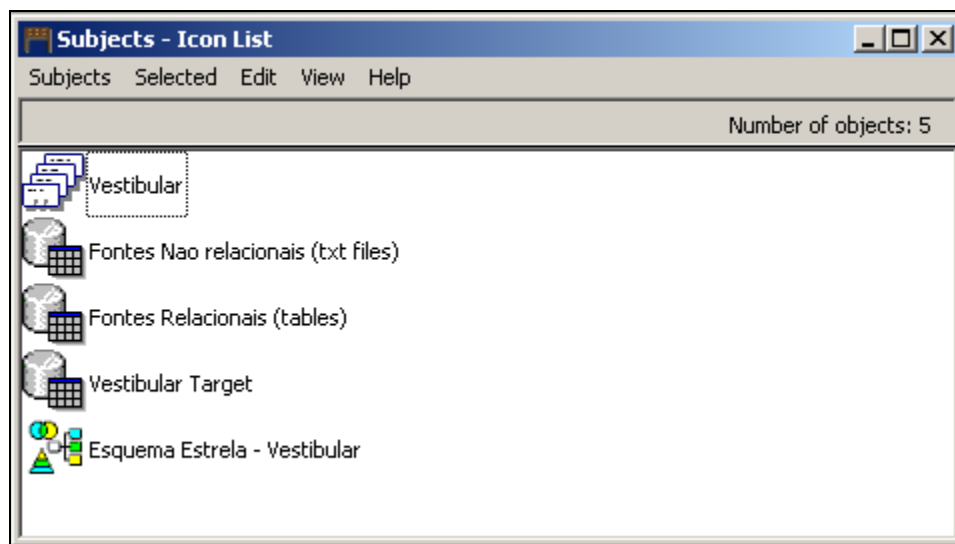 Subjects - Icon List
Subjects Selected Edit View Help
Number of objects: 5
Vestibular
Fontes Nao relacionais (txt files)
Fontes Relacionais (tables)
Vestibular Target
Esquema Estrela - Vestibular